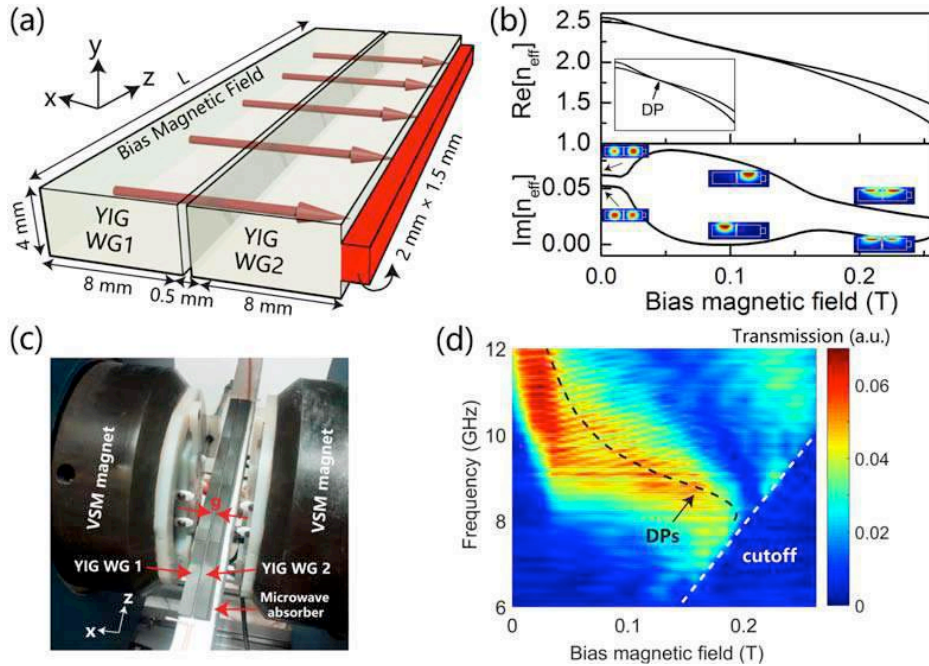 (a)
y
z
x
L
Bias Magnetic Field
YIG
WG1
YIG
WG2
4 mm
8 mm
0.5 mm
8 mm
2 mm × 1.5 mm
(b)
2.5
2.0
1.5
1.0
Re[n_eff]
DP
0.05
0.00
Im[n_eff]
0.0
0.1
0.2
Bias magnetic field (T)
(c)
VSM magnet
VSM magnet
g
YIG WG 1
YIG WG 2
Microwave
absorber
z
x
(d)
Transmission (a.u.)
12
10
8
6
Frequency (GHz)
DPs
cutoff
0
0.1
0.2
Bias magnetic field (T)
0.06
0.04
0.02
0